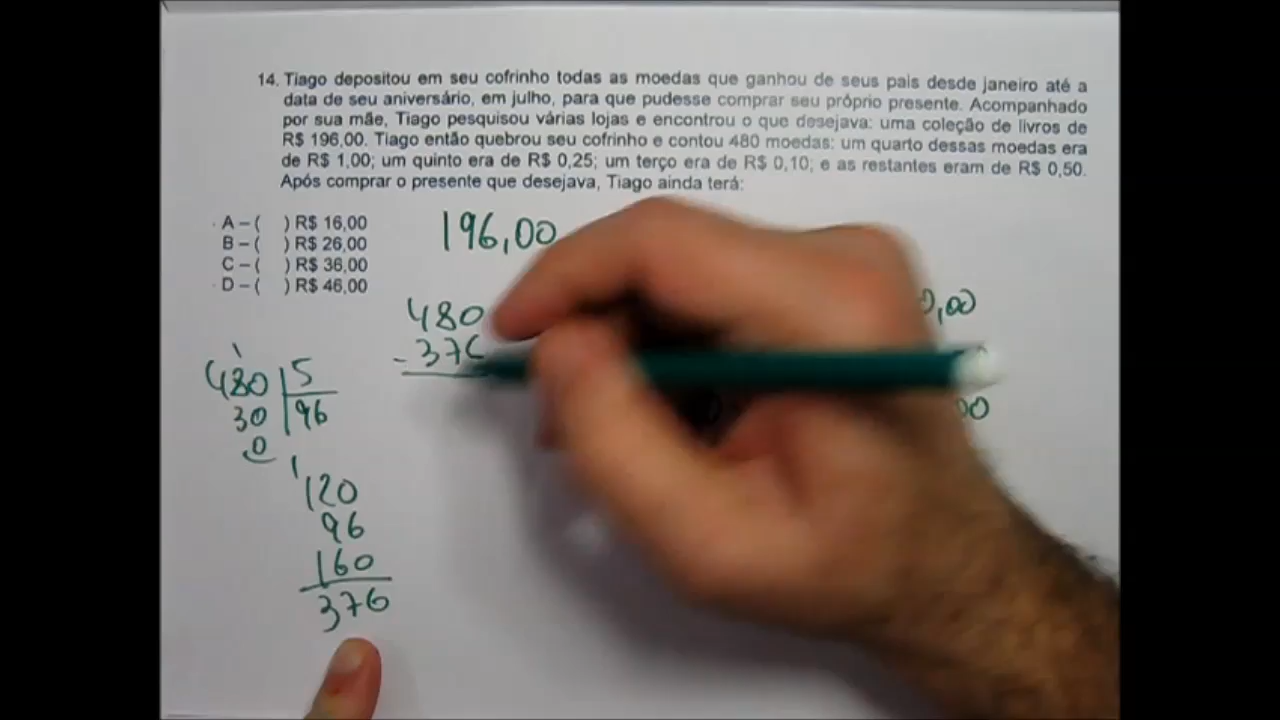 14. Tiago depositou em seu cofrinho todas as moedas que ganhou de seus pais desde janeiro até a
data de seu aniversário, em julho, para que pudesse comprar seu próprio presente. Acompanhado
por sua mãe, Tiago pesquisou várias lojas e encontrou o que desejava: uma coleção de livros de
R$ 196,00. Tiago então quebrou seu cofrinho e contou 480 moedas: um quarto dessas moedas era
de R$ 1,00; um quinto era de R$ 0,25; um terço era de R$ 0,10; e as restantes eram de R$ 0,50.
Após comprar o presente que desejava, Tiago ainda terá:
A – ( ) R$ 16,00
B – ( ) R$ 26,00
C – ( ) R$ 36,00
D – ( ) R$ 46,00
196,00
0,00
480
- 376
00
1
480 5
30 96
0
1
120
96
160
376